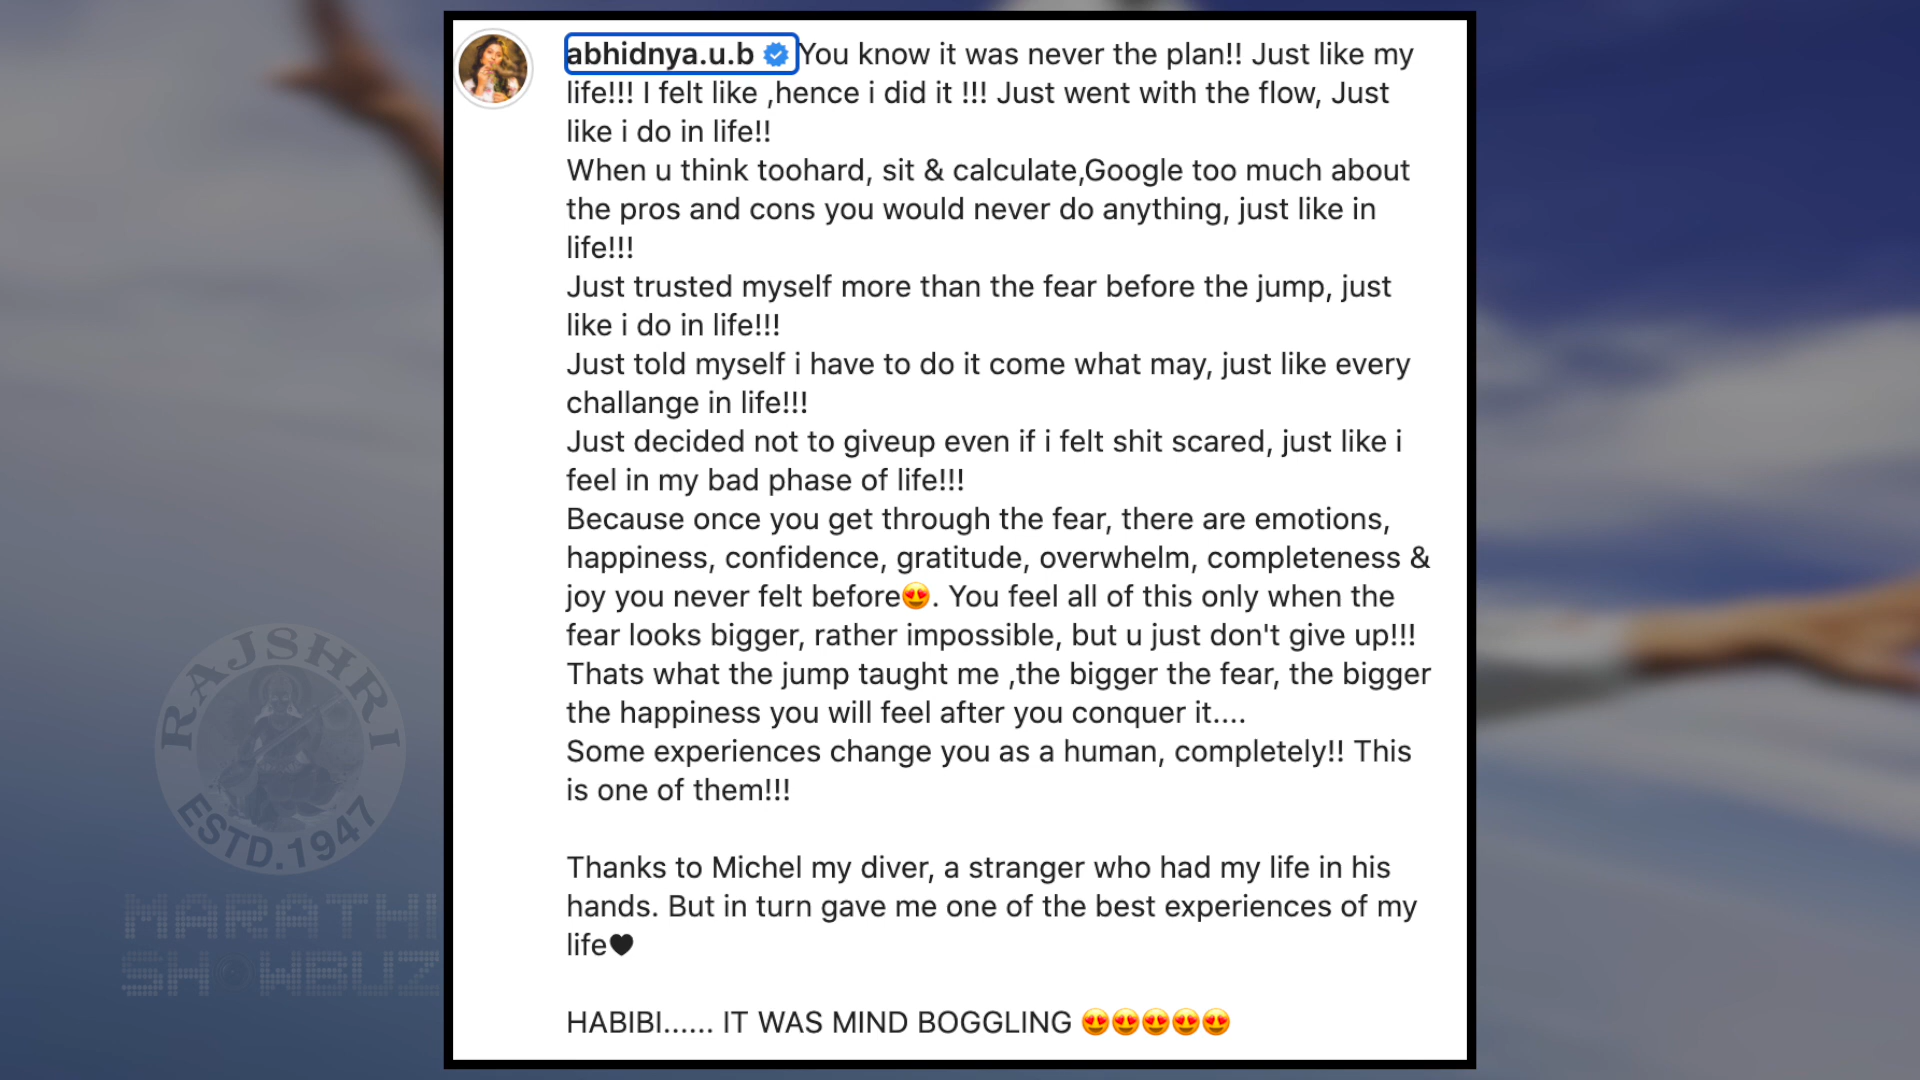 abhidnya.u.b You know it was never the plan!! Just like my
life!!! I felt like ,hence i did it !!! Just went with the flow, Just
like i do in life!!
When u think toohard, sit & calculate,Google too much about
the pros and cons you would never do anything, just like in
life!!!
Just trusted myself more than the fear before the jump, just
like i do in life!!!
Just told myself i have to do it come what may, just like every
challange in life!!!
Just decided not to giveup even if i felt shit scared, just like i
feel in my bad phase of life!!!
Because once you get through the fear, there are emotions,
happiness, confidence, gratitude, overwhelm, completeness &
joy you never felt before😍. You feel all of this only when the
fear looks bigger, rather impossible, but u just don't give up!!!
Thats what the jump taught me ,the bigger the fear, the bigger
the happiness you will feel after you conquer it....
Some experiences change you as a human, completely!! This
is one of them!!!
Thanks to Michel my diver, a stranger who had my life in his
hands. But in turn gave me one of the best experiences of my
life🖤
HABIBI...... IT WAS MIND BOGGLING 😍😍😍😍😍
RAJSHRI
ESTD.1947
MARATHI
SHOWBUZ